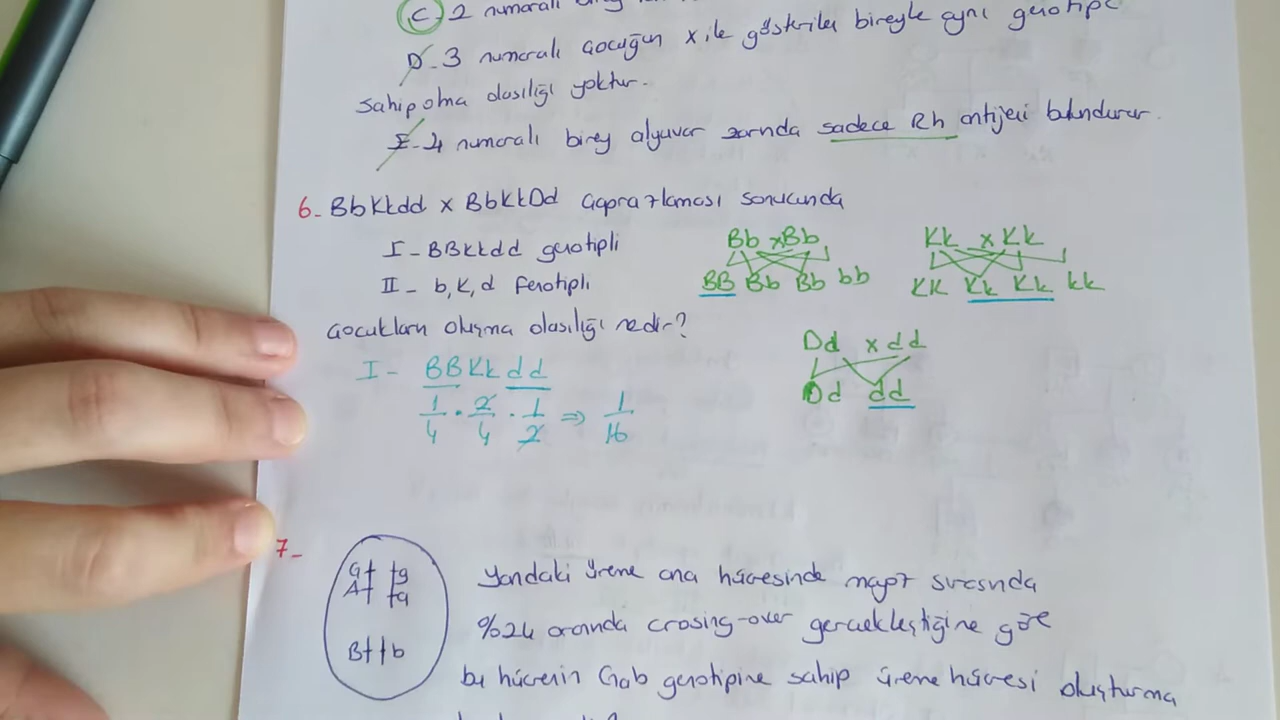 C 2 numaralı birey
D-3 numaralı çocuğun x ile gösterilen bireyle aynı genotipe
sahip olma olasılığı yoktur.
E-4 numaralı birey alyuvar zarında sadece Rh antijeni bulundurur.
6- BbKkdd x BbKkDd çaprazlaması sonucunda
I- BBKkdd genotipli
II- b, K, d fenotipli
çocukların oluşma olasılığı nedir?
Bb x Bb
BB Bb Bb bb
Kk x Kk
KK Kk Kk kk
Dd x dd
Dd dd
I- BBKkdd
1/4 . 2/4 . 1/2 => 1/16
7-
G g
A a
B b
Yandaki üreme ana hücresinde mayoz sırasında
%24 oranında crosing-over gerçekleştiğine göre
bu hücrenin Gab genotipine sahip üreme hücresi oluşturma